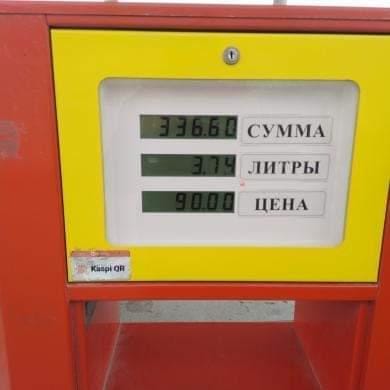 336.60 СУММА
3.74 ЛИТРЫ
90.00 ЦЕНА
Kaspi QR